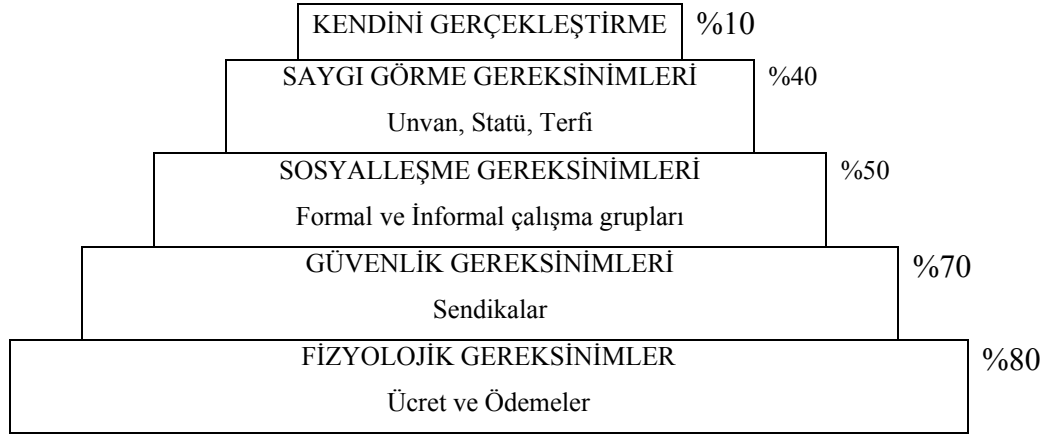 KENDİNİ GERÇEKLEŞTİRME %10
SAYGI GÖRME GEREKSİNİMLERİ %40
Unvan, Statü, Terfi
SOSYALLEŞME GEREKSİNİMLERİ %50
Formal ve İnformal çalışma grupları
GÜVENLİK GEREKSİNİMLERİ %70
Sendikalar
FİZYOLOJİK GEREKSİNİMLER %80
Ücret ve Ödemeler